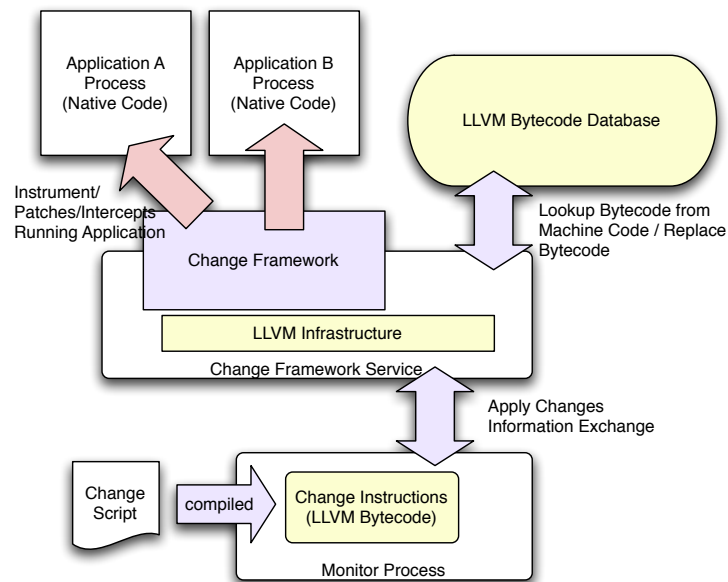 Application A
Process
(Native Code)
Application B
Process
(Native Code)
LLVM Bytecode Database
Instrument/
Patches/Intercepts
Running Application
Lookup Bytecode from
Machine Code / Replace
Bytecode
Change Framework
LLVM Infrastructure
Change Framework Service
Apply Changes
Information Exchange
Change
Script
compiled
Change Instructions
(LLVM Bytecode)
Monitor Process